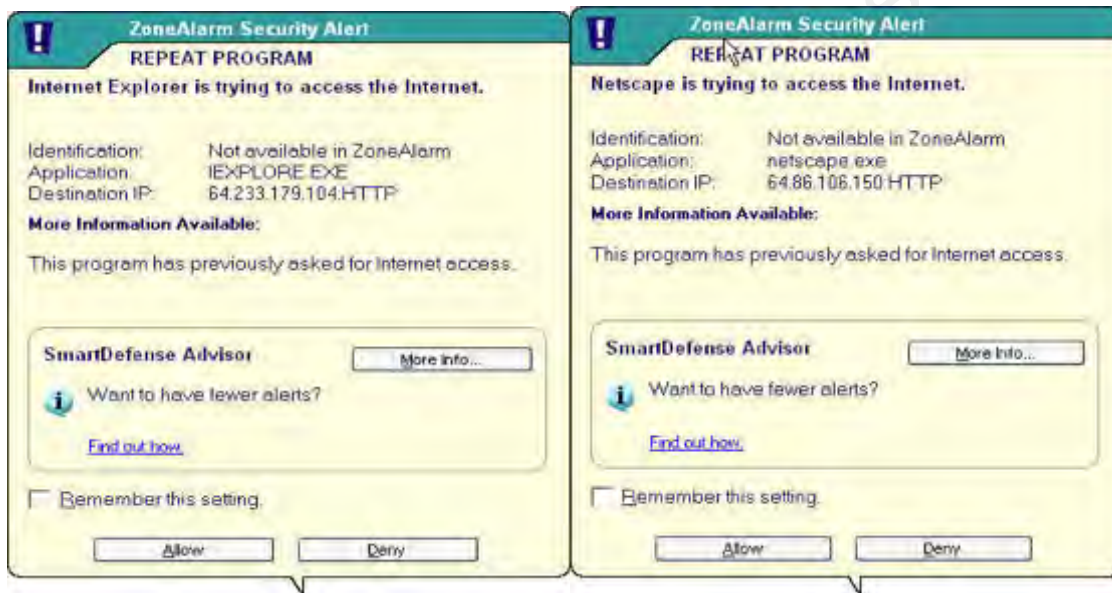 ZoneAlarm Security Alert
REPEAT PROGRAM
Internet Explorer is trying to access the Internet.
Identification: Not available in ZoneAlarm
Application: IEXPLORE.EXE
Destination IP: 64.233.179.104:HTTP
More Information Available:
This program has previously asked for Internet access.
SmartDefense Advisor
More Info...
Want to have fewer alerts?
Find out how.
Remember this setting.
Allow Deny
ZoneAlarm Security Alert
REPEAT PROGRAM
Netscape is trying to access the Internet.
Identification: Not available in ZoneAlarm
Application: netscape.exe
Destination IP: 64.86.106.150:HTTP
More Information Available:
This program has previously asked for Internet access.
SmartDefense Advisor
More Info...
Want to have fewer alerts?
Find out how.
Remember this setting.
Allow Deny